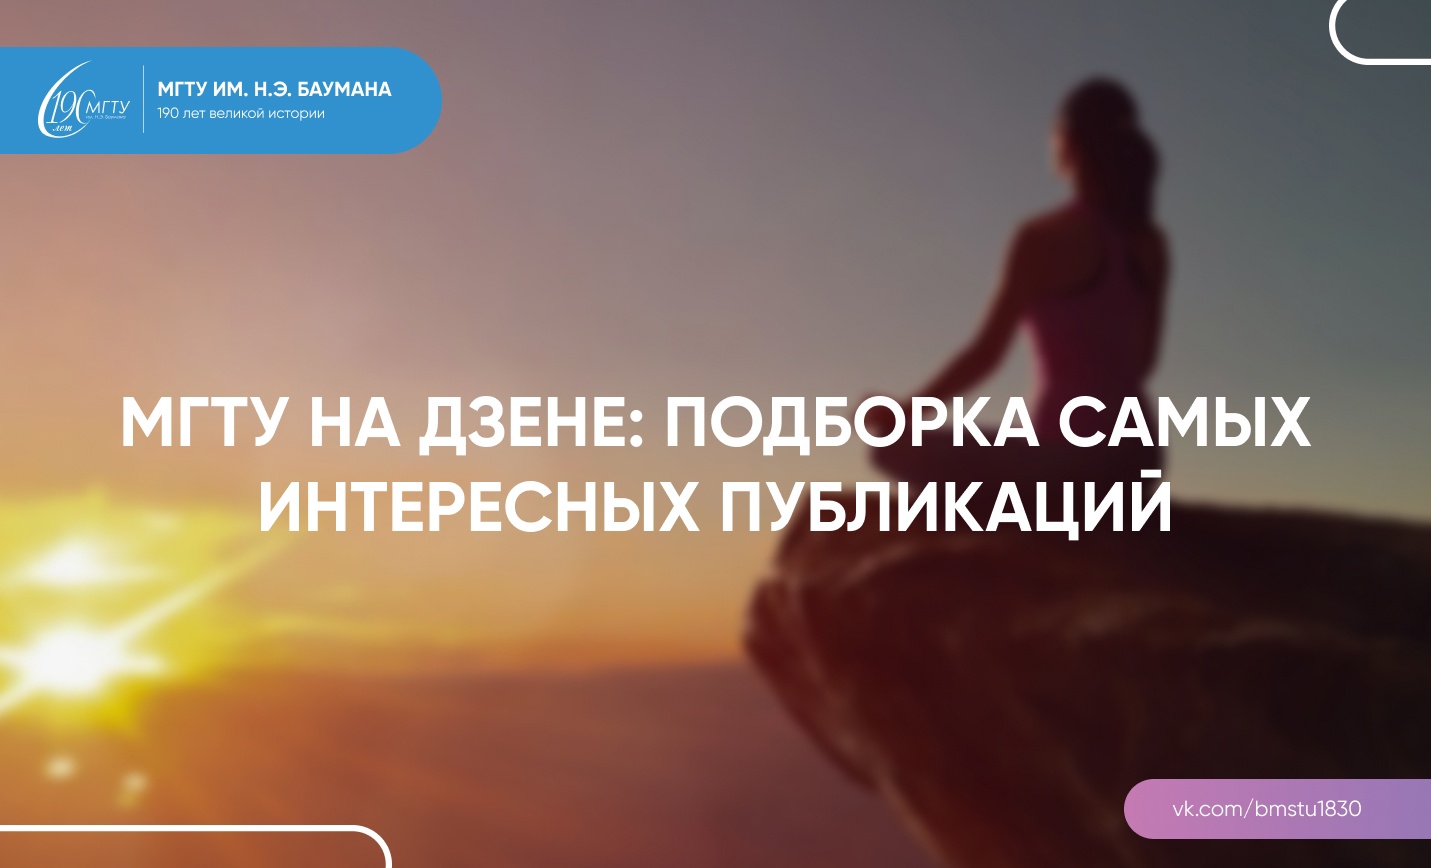 190
лет
МГТУ
им. Н.Э. Баумана
МГТУ ИМ. Н.Э. БАУМАНА
190 лет великой истории
МГТУ НА ДЗЕНЕ: ПОДБОРКА САМЫХ
ИНТЕРЕСНЫХ ПУБЛИКАЦИЙ
vk.com/bmstu1830